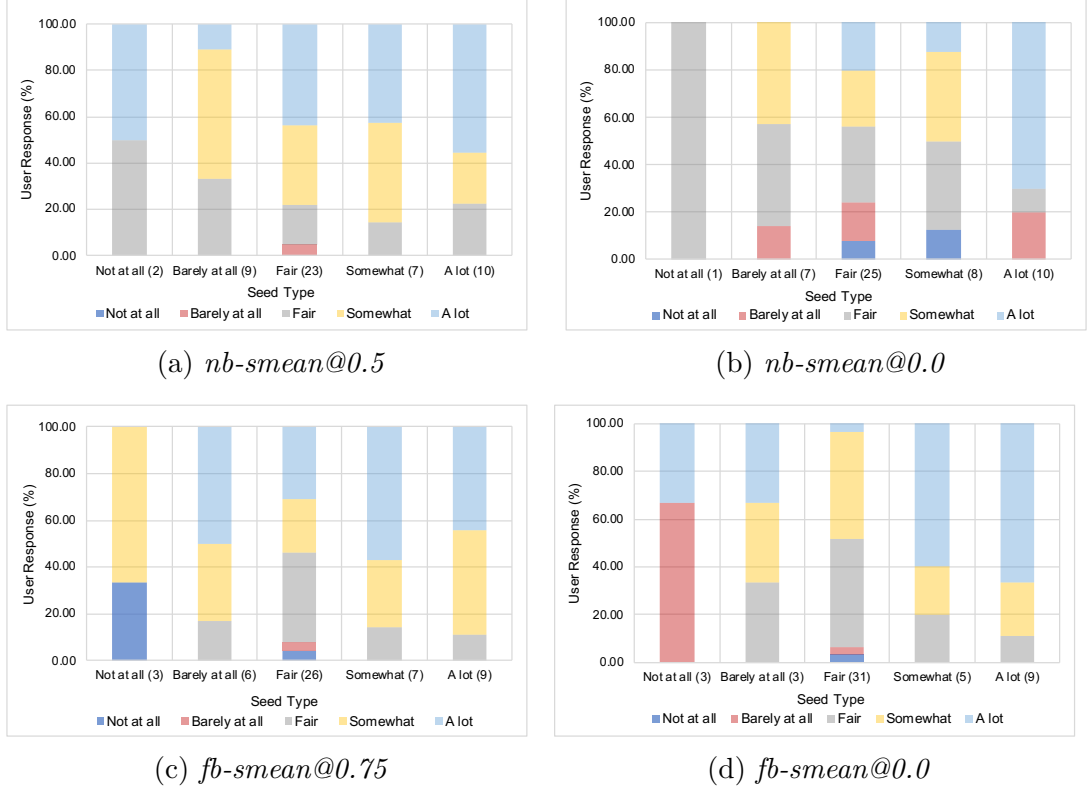 100.00
80.00
60.00
40.00
20.00
0.00
User Response (%)
Not at all (2) Barely at all (9) Fair (23) Somewhat (7) A lot (10)
Seed Type
Not at all Barely at all Fair Somewhat A lot
(a) nb-smean@0.5
100.00
80.00
60.00
40.00
20.00
0.00
User Response (%)
Not at all (1) Barely at all (7) Fair (25) Somewhat (8) A lot (10)
Seed Type
Not at all Barely at all Fair Somewhat A lot
(b) nb-smean@0.0
100.00
80.00
60.00
40.00
20.00
0.00
User Response (%)
Not at all (3) Barely at all (6) Fair (26) Somewhat (7) A lot (9)
Seed Type
Not at all Barely at all Fair Somewhat A lot
(c) fb-smean@0.75
100.00
80.00
60.00
40.00
20.00
0.00
User Response (%)
Not at all (3) Barely at all (3) Fair (31) Somewhat (5) A lot (9)
Seed Type
Not at all Barely at all Fair Somewhat A lot
(d) fb-smean@0.0